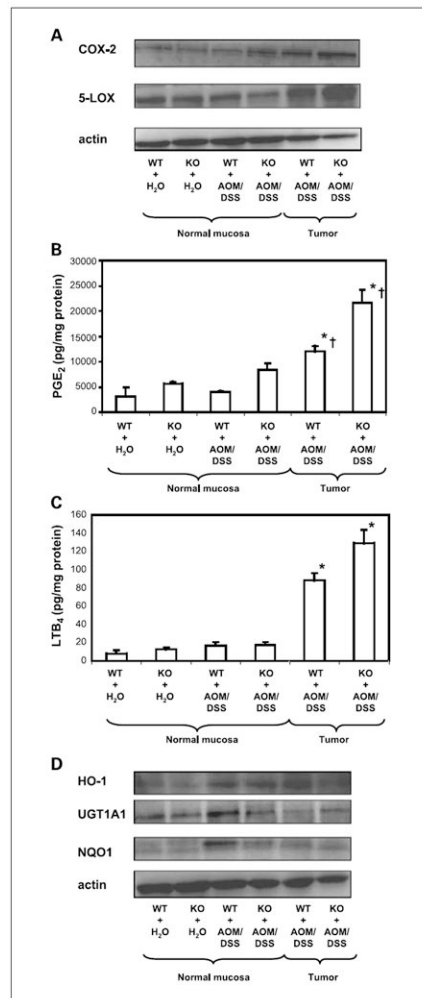 A
COX-2
5-LOX
actin
WT + H₂O KO + H₂O WT + AOM/DSS KO + AOM/DSS WT + AOM/DSS KO + AOM/DSS
Normal mucosa Tumor
B
PGE₂ (pg/mg protein)
30000
25000
20000
15000
10000
5000
0
*† *†
WT + H₂O KO + H₂O WT + AOM/DSS KO + AOM/DSS WT + AOM/DSS KO + AOM/DSS
Normal mucosa Tumor
C
LTB₄ (pg/mg protein)
160
140
120
100
80
60
40
20
0
* *
WT + H₂O KO + H₂O WT + AOM/DSS KO + AOM/DSS WT + AOM/DSS KO + AOM/DSS
Normal mucosa Tumor
D
HO-1
UGT1A1
NQO1
actin
WT + H₂O KO + H₂O WT + AOM/DSS KO + AOM/DSS WT + AOM/DSS KO + AOM/DSS
Normal mucosa Tumor